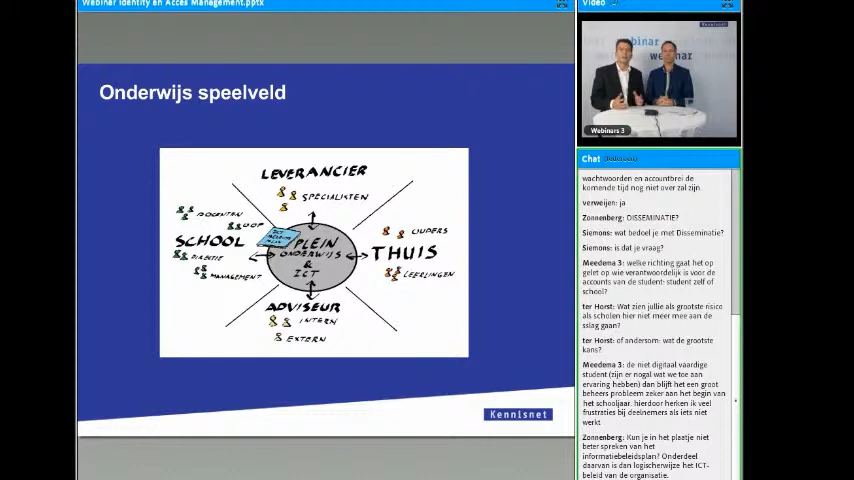 Webinar Identity en Acces Management.pptx
Onderwijs speelveld
LEVERANCIER
SPECIALISTEN
DOCENTEN
OOP
SCHOOL
DIRECTIE
MANAGEMENT
PLEIN
ONDERWIJS
&
ICT
OUDERS
THUIS
LEERLINGEN
ADVISEUR
INTERN
EXTERN
Kennisnet
Video
Kennisnet
webinar
webinar
Webinars 3
Chat (Iedereen)
wachtwoorden en accountbrei de
komende tijd nog niet over zal zijn.
verweijen: ja
Zonnenberg: DISSEMINATIE?
Siemons: wat bedoel je met Disseminatie?
Siemons: is dat je vraag?
Meedema 3: welke richting gaat het op
gelet op wie verantwoordelijk is voor de
accounts van de student- student zelf of
school?
ter Horst: Wat zien jullie als grootste risico
als scholen hier niet meer mee aan de
sslag gaan?
ter Horst: of andersom: wat de grootste
kans?
Meedema 3: de niet digitaal vaardige
student (zijn er nogal wat we toe aan
ervaring hebben) dan blijft het een groot
beheers probleem zeker aan het begin van
het schooljaar. hierdoor herken ik veel
frustraties bij deelnemers als iets niet
werkt
Zonnenberg: Kun je in het plaatje niet
beter spreken van het
informatiebeleidsplan? Onderdeel
daarvan is dan logischerwijze het ICT-
beleid van de organisatie.